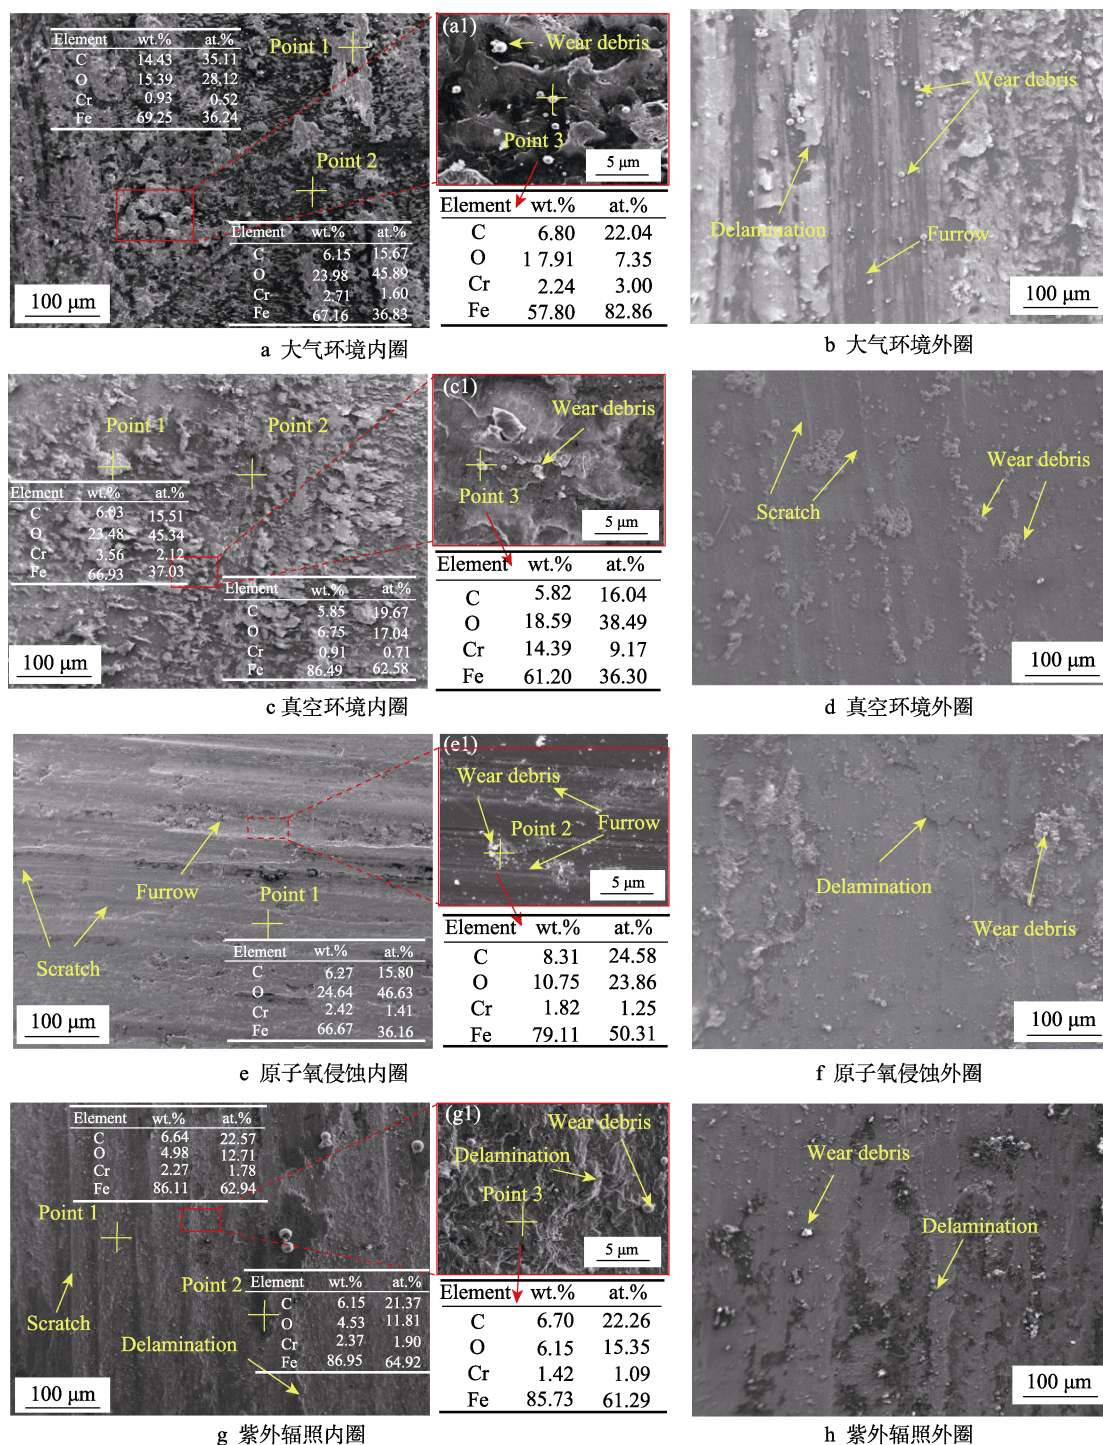 Element wt.% at.%
C 14.43 35.11
O 15.39 28.12
Cr 0.93 0.52
Fe 69.25 36.24
Point 1
Point 2
Element wt.% at.%
C 6.15 15.67
O 23.98 45.89
Cr 2.71 1.60
Fe 67.16 36.83
100 μm
a 大气环境内圈
(a1)
Wear debris
Point 3
5 μm
Element wt.% at.%
C 6.80 22.04
O 1 7.91 7.35
Cr 2.24 3.00
Fe 57.80 82.86
Wear debris
Delamination
Furrow
100 μm
b 大气环境外圈
Point 1
Point 2
Element wt.% at.%
C 6.03 15.51
O 23.48 45.34
Cr 3.56 2.12
Fe 66.93 37.03
Element wt.% at.%
C 5.85 19.67
O 6.75 17.04
Cr 0.91 0.71
Fe 86.49 62.58
100 μm
c 真空环境内圈
(c1)
Wear debris
Point 3
5 μm
Element wt.% at.%
C 5.82 16.04
O 18.59 38.49
Cr 14.39 9.17
Fe 61.20 36.30
Scratch
Wear debris
100 μm
d 真空环境外圈
Furrow
Point 1
Scratch
Element wt.% at.%
C 6.27 15.80
O 24.64 46.63
Cr 2.42 1.41
Fe 66.67 36.16
100 μm
e 原子氧侵蚀内圈
(e1)
Wear debris
Point 2
Furrow
5 μm
Element wt.% at.%
C 8.31 24.58
O 10.75 23.86
Cr 1.82 1.25
Fe 79.11 50.31
Delamination
Wear debris
100 μm
f 原子氧侵蚀外圈
Element wt.% at.%
C 6.64 22.57
O 4.98 12.71
Cr 2.27 1.78
Fe 86.11 62.94
Point 1
Point 2
Scratch
Delamination
Element wt.% at.%
C 6.15 21.37
O 4.53 11.81
Cr 2.37 1.90
Fe 86.95 64.92
100 μm
g 紫外辐照内圈
(g1)
Wear debris
Delamination
Point 3
5 μm
Element wt.% at.%
C 6.70 22.26
O 6.15 15.35
Cr 1.42 1.09
Fe 85.73 61.29
Wear debris
Delamination
100 μm
h 紫外辐照外圈